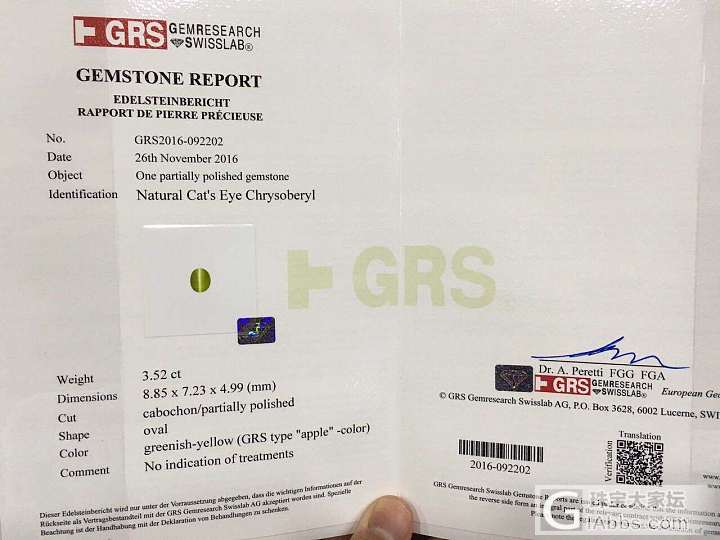 GRS GEMRESEARCH
SWISSLAB®
GEMSTONE REPORT
EDELSTEINBERICHT
RAPPORT DE PIERRE PRÉCIEUSE
No. GRS2016-092202
Date 26th November 2016
Object One partially polished gemstone
Identification Natural Cat's Eye Chrysoberyl
GRS
Weight 3.52 ct
Dimensions 8.85 x 7.23 x 4.99 (mm)
Cut cabochon/partially polished
Shape oval
Color greenish-yellow (GRS type "apple" -color)
Comment No indication of treatments
Dieser Edelsteinbericht wird nur unter der Voraussetzung abgegeben, dass die wichtigen Informationen auf der
Rückseite als Vertragsbestandteil mit der GRS Gemresearch Swisslab AG akzeptiert worden sind. Spezielle
Beachtung ist der Handhabung mit der Deklaration von Behandlungen zu schenken.
Dr. A. Peretti FGG FGA
GRS GEMRESEARCH
SWISSLAB®
European
© GRS Gemresearch Swisslab AG, P.O. Box 3628, 6002 Lucerne,
2016-092202
Verification
Translation
GRS Gemresearch Swisslab Gemstone
the reverse side form an
Please note the
珠宝大家坛
GIAbbs.com